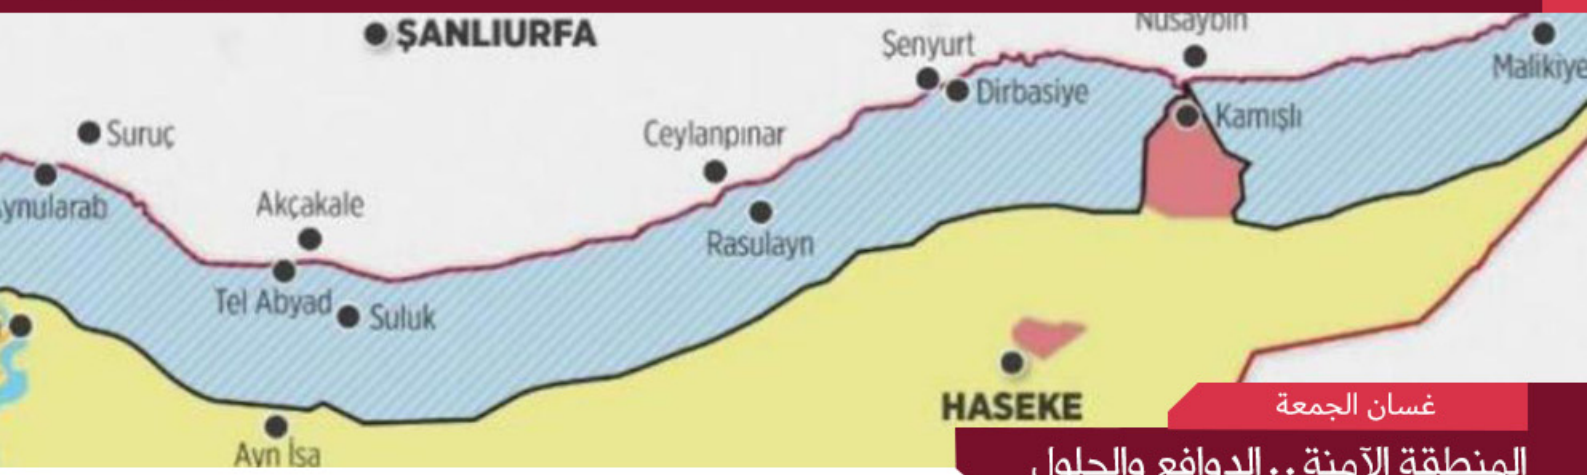 ŞANLIURFA
Nusaybin
Şenyurt
Malikiye
Dirbasiye
Kamışlı
Suruç
Ceylanpınar
Akçakale
ynularab
Rasulayn
Tel Abyad
Suluk
HASEKE
غسان الجمعة
Ayn İsa
المنطقة الآمنة .. الدوافع والحلول